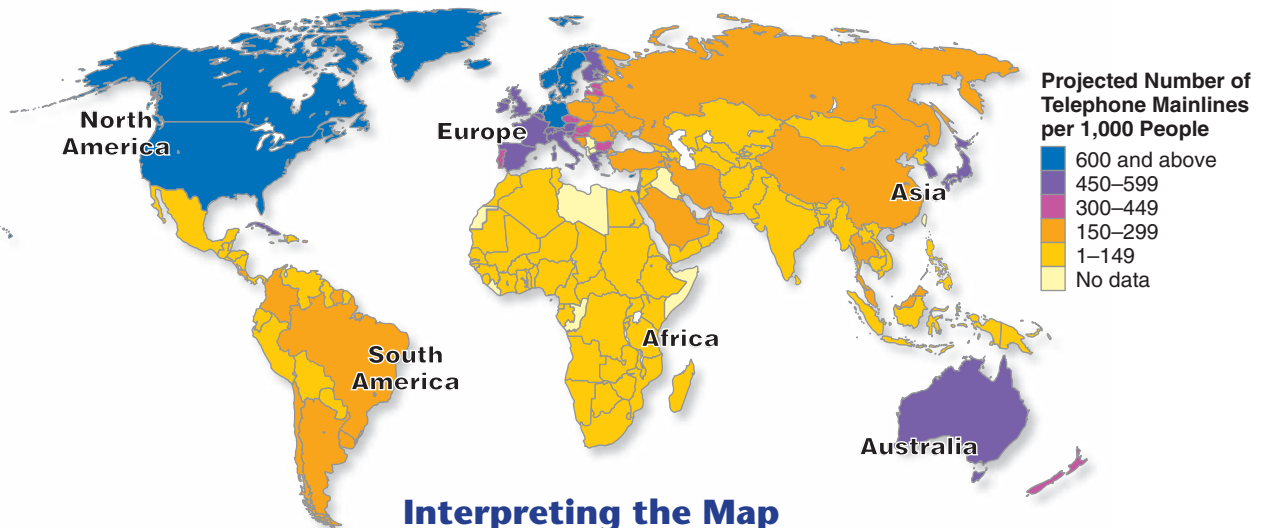 North
America
Europe
Asia
Africa
South
America
Australia
Projected Number of
Telephone Mainlines
per 1,000 People
600 and above
450–599
300–449
150–299
1–149
No data
Interpreting the Map